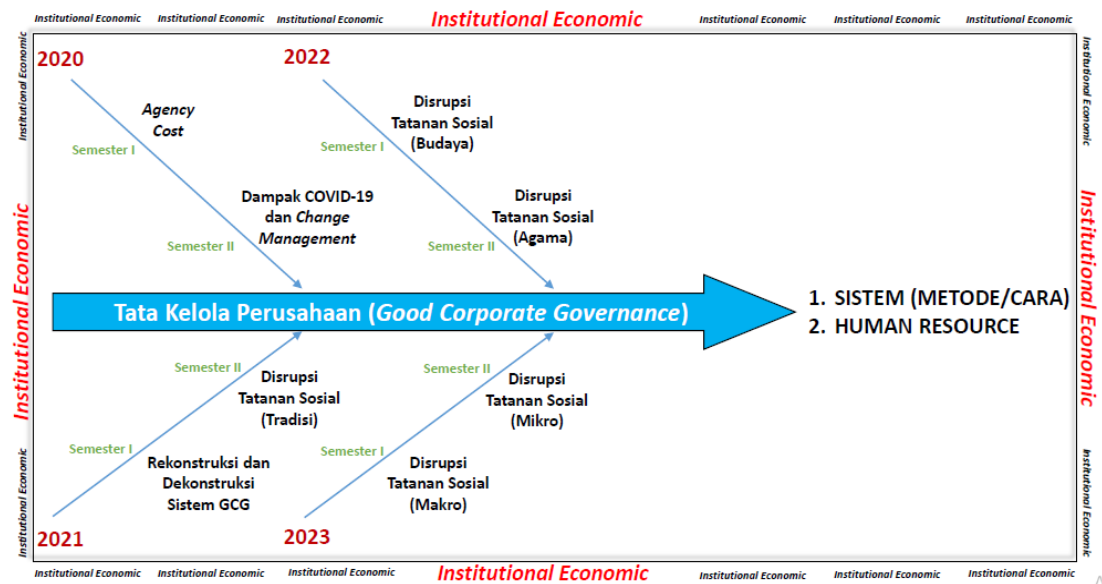 Institutional Economic Institutional Economic Institutional Economic Institutional Economic Institutional Economic Institutional Economic Institutional Economic
Institutional Economic
Institutional Economic
Institutional Economic
2020
Agency
Cost
Semester I
Dampak COVID-19
dan Change
Management
Semester II
2022
Disrupsi
Tatanan Sosial
(Budaya)
Semester I
Disrupsi
Tatanan Sosial
(Agama)
Semester II
Tata Kelola Perusahaan (Good Corporate Governance)
1. SISTEM (METODE/CARA)
2. HUMAN RESOURCE
Semester II
Disrupsi
Tatanan Sosial
(Tradisi)
Semester I
Rekonstruksi dan
Dekonstruksi
Sistem GCG
2021
Semester II
Disrupsi
Tatanan Sosial
(Mikro)
Semester I
Disrupsi
Tatanan Sosial
(Makro)
2023
Institutional Economic
Institutional Economic
Institutional Economic
Institutional Economic Institutional Economic Institutional Economic Institutional Economic Institutional Economic Institutional Economic Institutional Economic